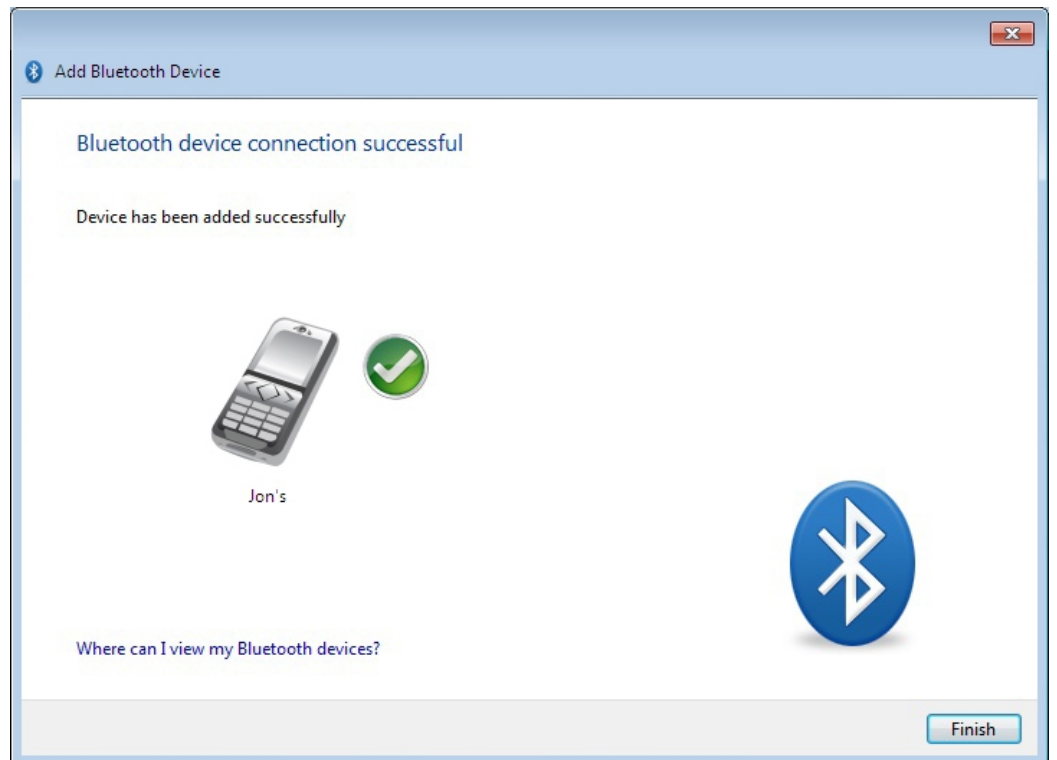 Add Bluetooth Device
Bluetooth device connection successful
Device has been added successfully
Jon's
Where can I view my Bluetooth devices?
Finish